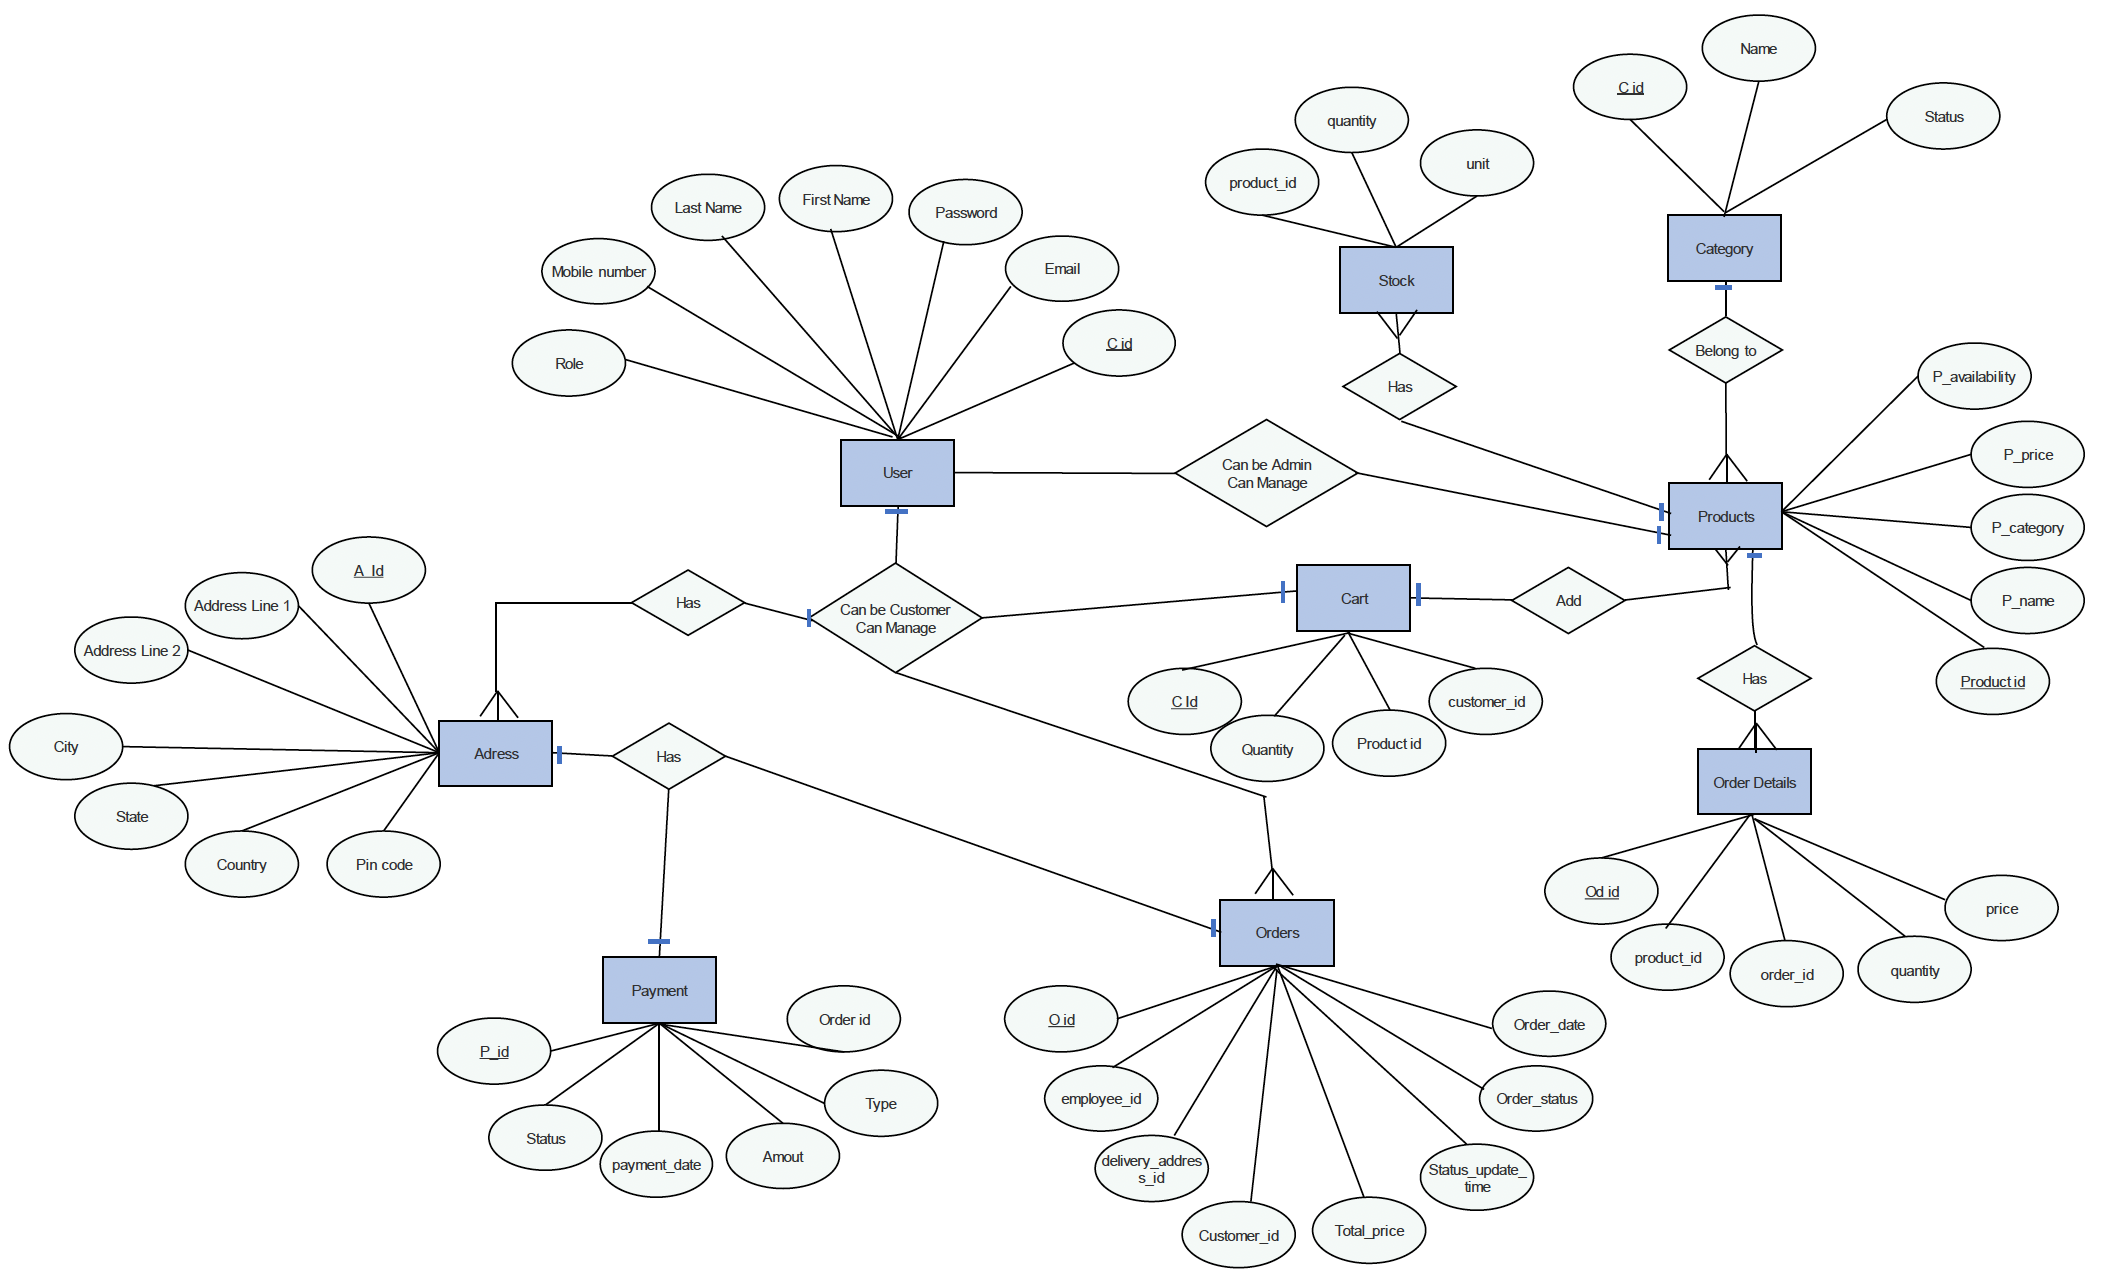 Name
C id
Status
quantity
product_id
unit
Last Name
First Name
Password
Mobile number
Email
C id
Role
Category
Stock
Belong to
Has
P_availability
P_price
P_category
P_name
Product id
User
Can be Admin
Can Manage
Products
A_Id
Address Line 1
Address Line 2
City
State
Country
Pin code
Has
Can be Customer
Can Manage
Cart
Add
Has
C Id
Quantity
Product id
customer_id
Adress
Has
Order Details
Od id
product_id
order_id
quantity
price
Orders
Payment
P_id
Status
payment_date
Amout
Type
Order id
O id
employee_id
delivery_addres
s_id
Customer_id
Total_price
Status_update_
time
Order_status
Order_date